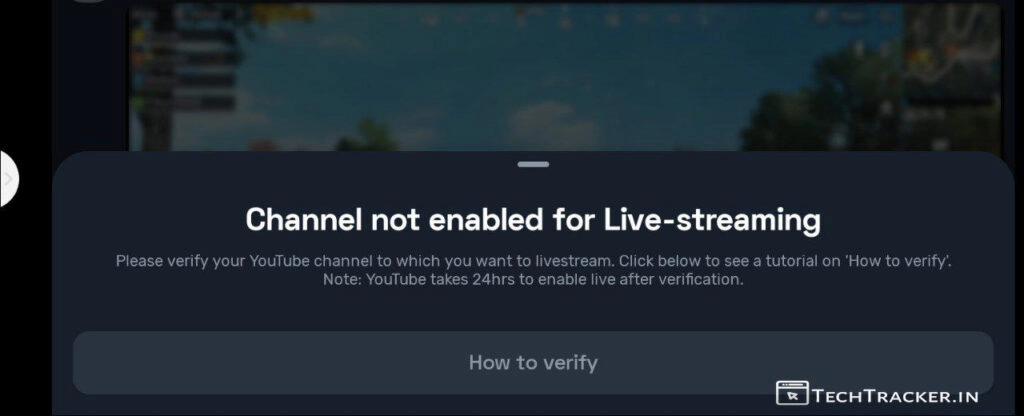 Channel not enabled for Live-streaming
Please verify your YouTube channel to which you want to livestream. Click below to see a tutorial on 'How to verify'.
Note: YouTube takes 24hrs to enable live after verification.
How to verify
TECHTRACKER.IN